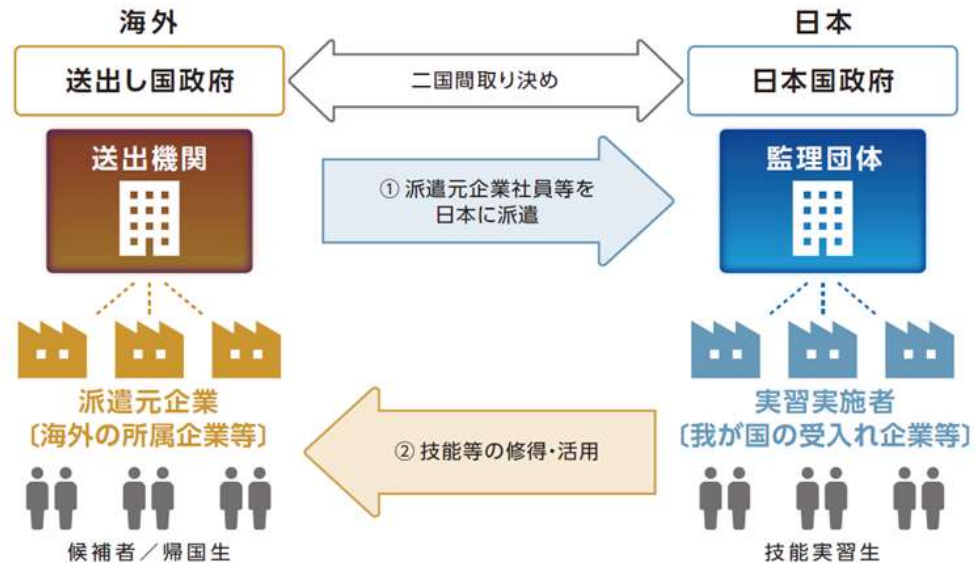 海外
日本
送出し国政府
二国間取り決め
日本国政府
送出機関
監理団体
① 派遣元企業社員等を
日本に派遣
派遣元企業
〔海外の所属企業等〕
実習実施者
〔我が国の受入れ企業等〕
② 技能等の修得・活用
候補者／帰国生
技能実習生